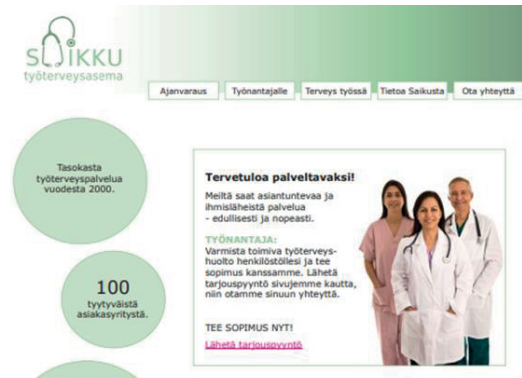 SAIKKU
työterveysasema
Ajanvaraus
Työnantajalle
Terveys työssä
Tietoa Saikusta
Ota yhteyttä
Tasokasta
työterveyspalvelua
vuodesta 2000.
100
tyytyväistä
asiakasyritystä.
Tervetuloa palveltavaksi!
Meiltä saat asiantuntevaa ja
ihmisläheistä palvelua
- edullisesti ja nopeasti.
TYÖNANTAJA:
Varmista toimiva työterveys-
huolto henkilöstöllesi ja tee
sopimus kanssamme. Lähetä
tarjouspyyntö sivujemme kautta,
niin otamme sinuun yhteyttä.
TEE SOPIMUS NYT!
Lähetä tarjouspyyntö